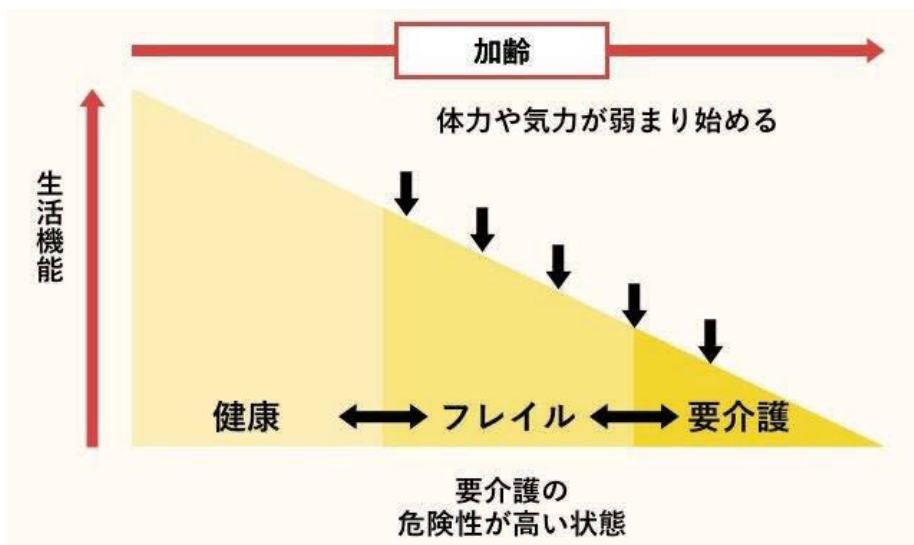 加齢
体力や気力が弱まり始める
生活機能
健康
フレイル
要介護
要介護の
危険性が高い状態